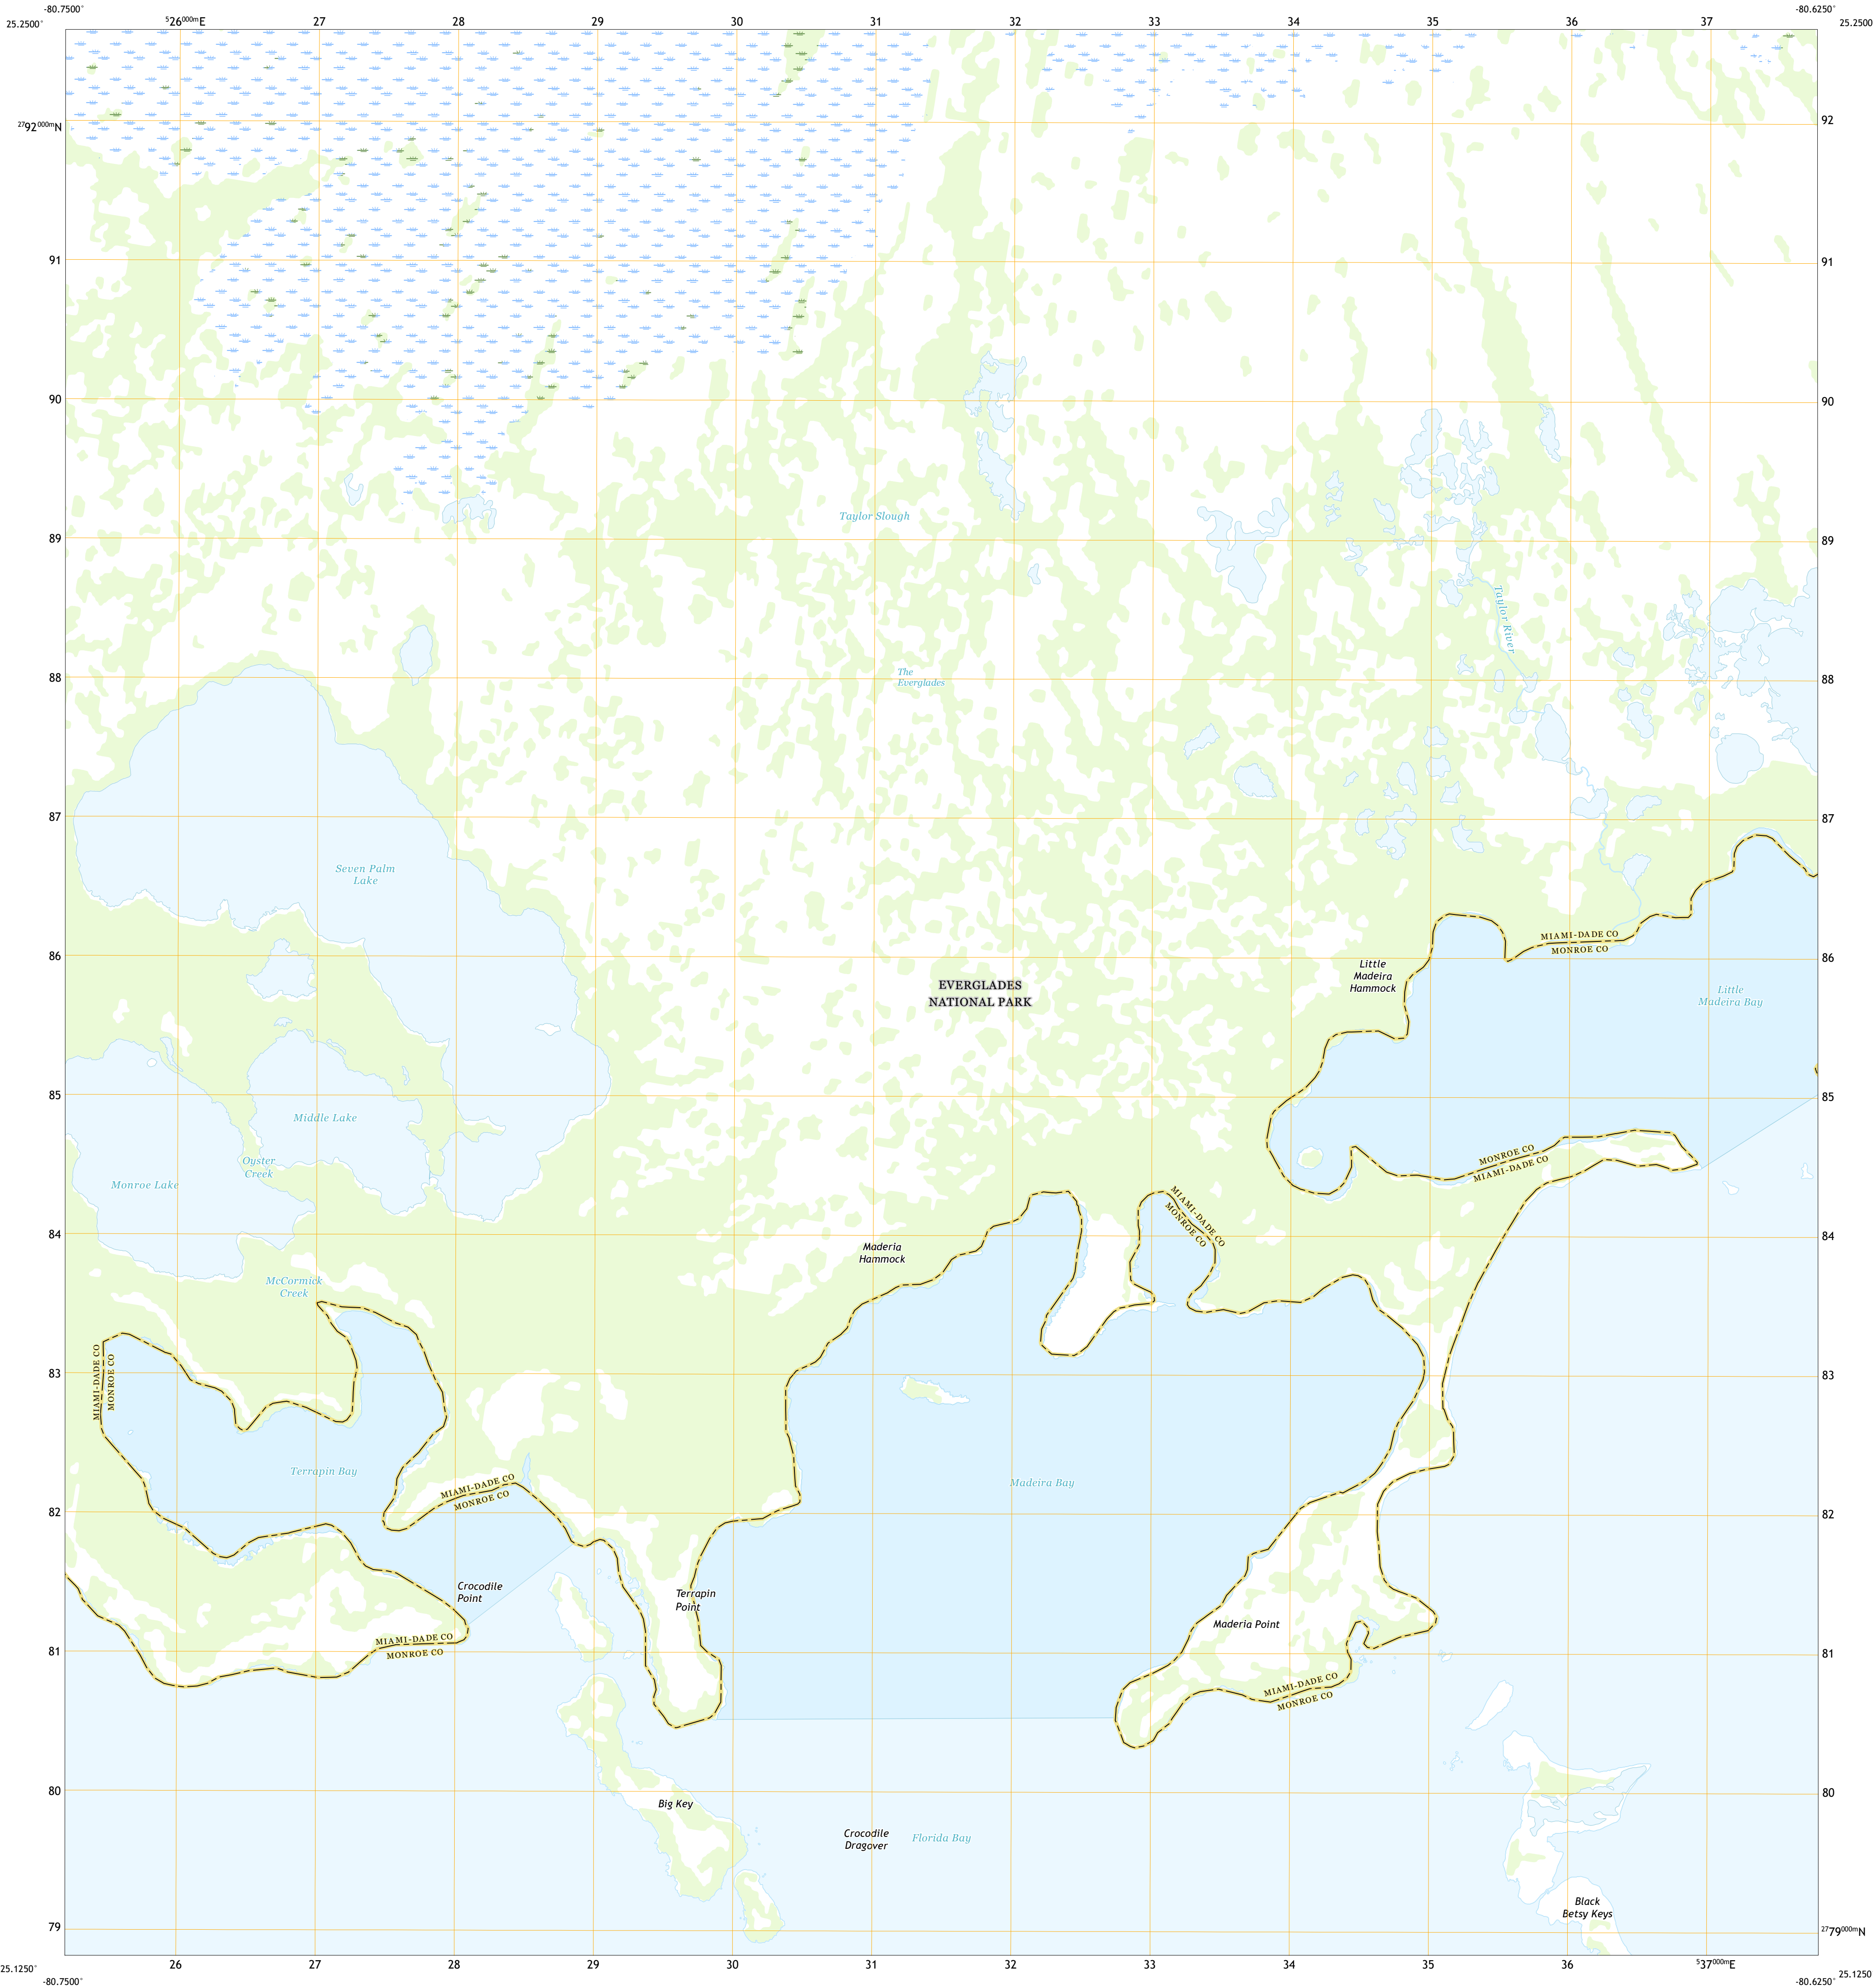 -80.7500°
-80.6250°
25.2500°
⁵26⁰⁰⁰ᵐE
27
28
29
30
31
32
33
34
35
36
37
25.2500
²⁷92⁰⁰⁰ᵐN
92
91
91
90
90
Taylor Slough
89
89
Taylor River
The
Everglades
88
88
87
87
Seven Palm
Lake
MIAMI-DADE CO
MONROE CO
86
86
Little
Madeira
Hammock
EVERGLADES
NATIONAL PARK
Little
Madeira Bay
85
85
Middle Lake
MONROE CO
MIAMI-DADE CO
Oyster
Creek
Monroe Lake
MIAMI-DADE CO
MONROE CO
84
84
Maderia
Hammock
McCormick
Creek
MIAMI-DADE CO
MONROE CO
83
83
Terrapin Bay
Madeira Bay
MIAMI-DADE CO
MONROE CO
82
82
Crocodile
Point
Terrapin
Point
Maderia Point
MIAMI-DADE CO
MONROE CO
81
81
MIAMI-DADE CO
MONROE CO
80
80
Big Key
Crocodile
Dragover
Florida Bay
Black
Betsy Keys
79
²⁷79⁰⁰⁰ᵐN
25.1250°
26
27
28
29
30
31
32
33
34
35
36
⁵37⁰⁰⁰ᵐE
25.1250
-80.7500°
-80.6250°